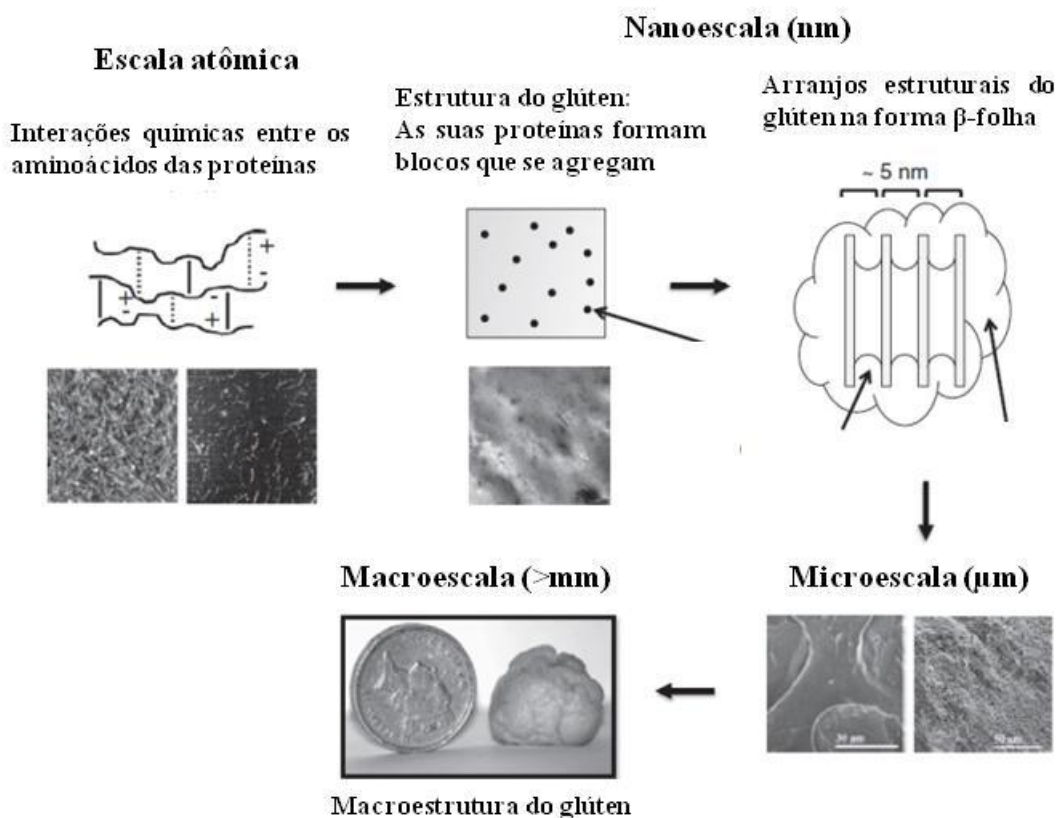 Escala atômica
Interações químicas entre os
aminoácidos das proteínas
+
-
+
-
-
+
Nanoescala (nm)
Estrutura do glúten:
As suas proteínas formam
blocos que se agregam
Arranjos estruturais do
glúten na forma β-folha
~ 5 nm
Microescala (µm)
50 µm
Macroescala (>mm)
Macroestrutura do glúten